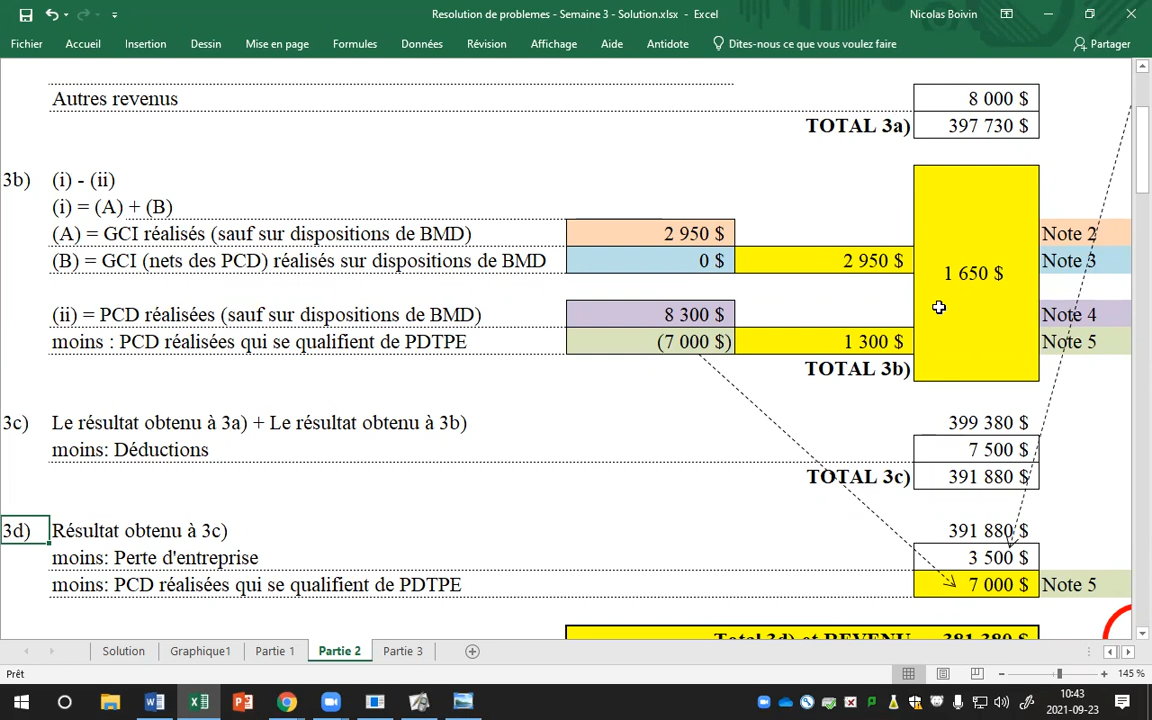 Resolution de problemes - Semaine 3 - Solution.xlsx - Excel
Nicolas Boivin
Fichier Accueil Insertion Dessin Mise en page Formules Données Révision Affichage Aide Antidote Dites-nous ce que vous voulez faire Partager
Autres revenus 8 000 $
TOTAL 3a) 397 730 $
3b) (i) - (ii)
(i) = (A) + (B)
(A) = GCI réalisés (sauf sur dispositions de BMD) 2 950 $ Note 2
(B) = GCI (nets des PCD) réalisés sur dispositions de BMD 0 $ 2 950 $ Note 3
1 650 $
(ii) = PCD réalisées (sauf sur dispositions de BMD) 8 300 $ Note 4
moins : PCD réalisées qui se qualifient de PDTPE (7 000 $) 1 300 $ Note 5
TOTAL 3b)
3c) Le résultat obtenu à 3a) + Le résultat obtenu à 3b) 399 380 $
moins: Déductions 7 500 $
TOTAL 3c) 391 880 $
3d) Résultat obtenu à 3c) 391 880 $
moins: Perte d'entreprise 3 500 $
moins: PCD réalisées qui se qualifient de PDTPE 7 000 $ Note 5
Total 3d) et REVENU 381 380 $
Solution Graphique1 Partie 1 Partie 2 Partie 3
Prêt 145 %
10:43
2021-09-23